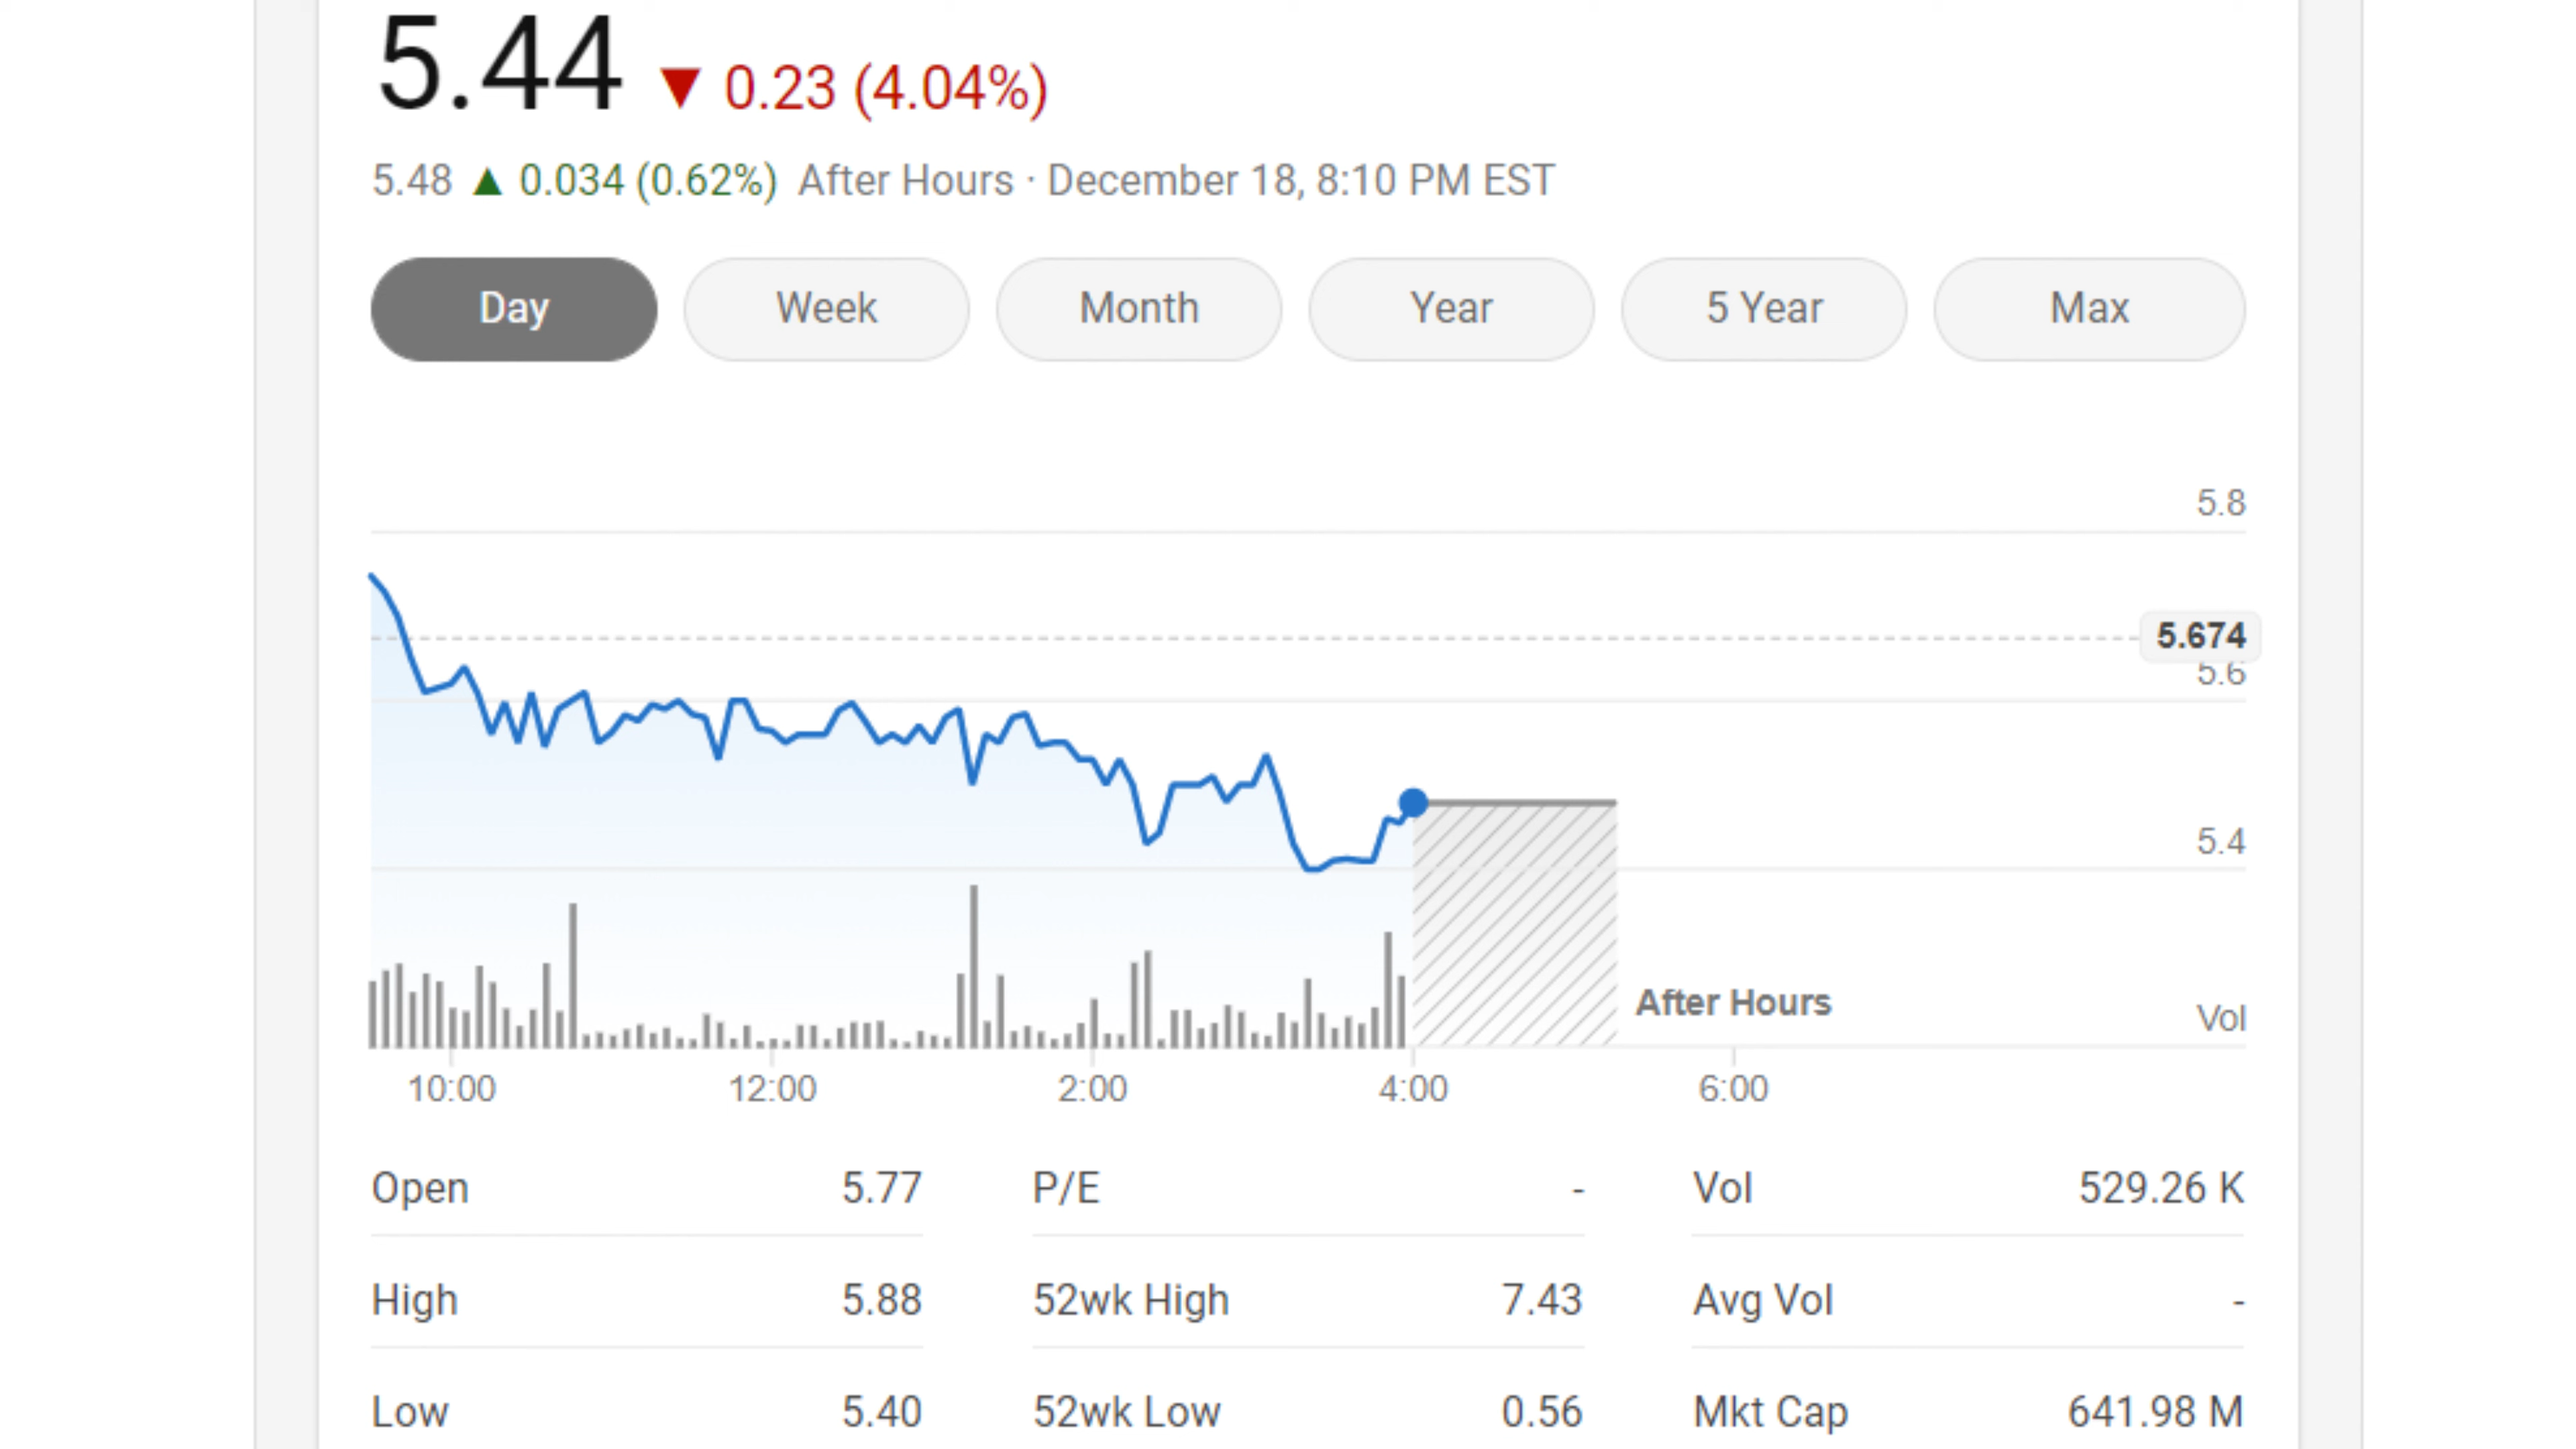 5.44 ▼ 0.23 (4.04%)
5.48 ▲ 0.034 (0.62%) After Hours · December 18, 8:10 PM EST
Day Week Month Year 5 Year Max
5.8
5.674
5.6
5.4
After Hours Vol
10:00 12:00 2:00 4:00 6:00
Open 5.77 P/E - Vol 529.26 K
High 5.88 52wk High 7.43 Avg Vol -
Low 5.40 52wk Low 0.56 Mkt Cap 641.98 M